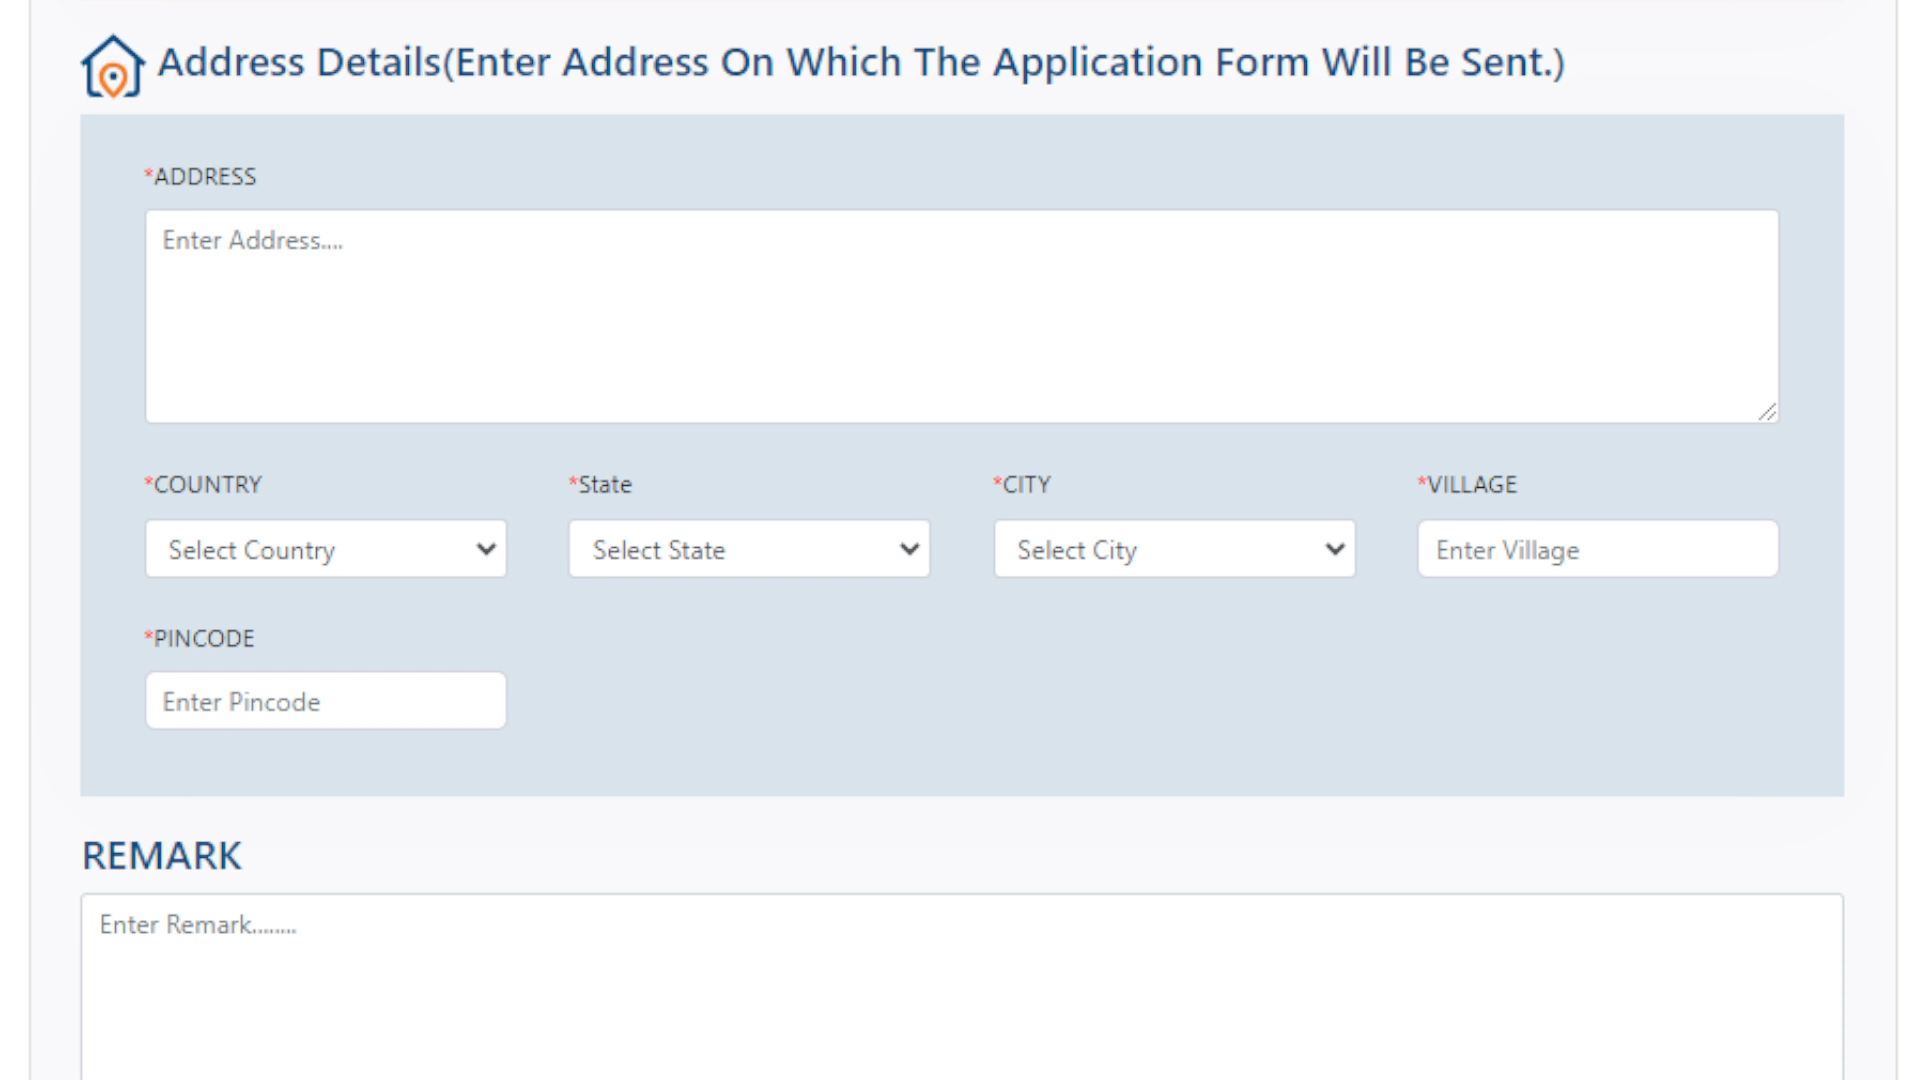 Address Details(Enter Address On Which The Application Form Will Be Sent.)
*ADDRESS
Enter Address....
*COUNTRY *State *CITY *VILLAGE
Select Country Select State Select City Enter Village
*PINCODE
Enter Pincode
REMARK
Enter Remark........